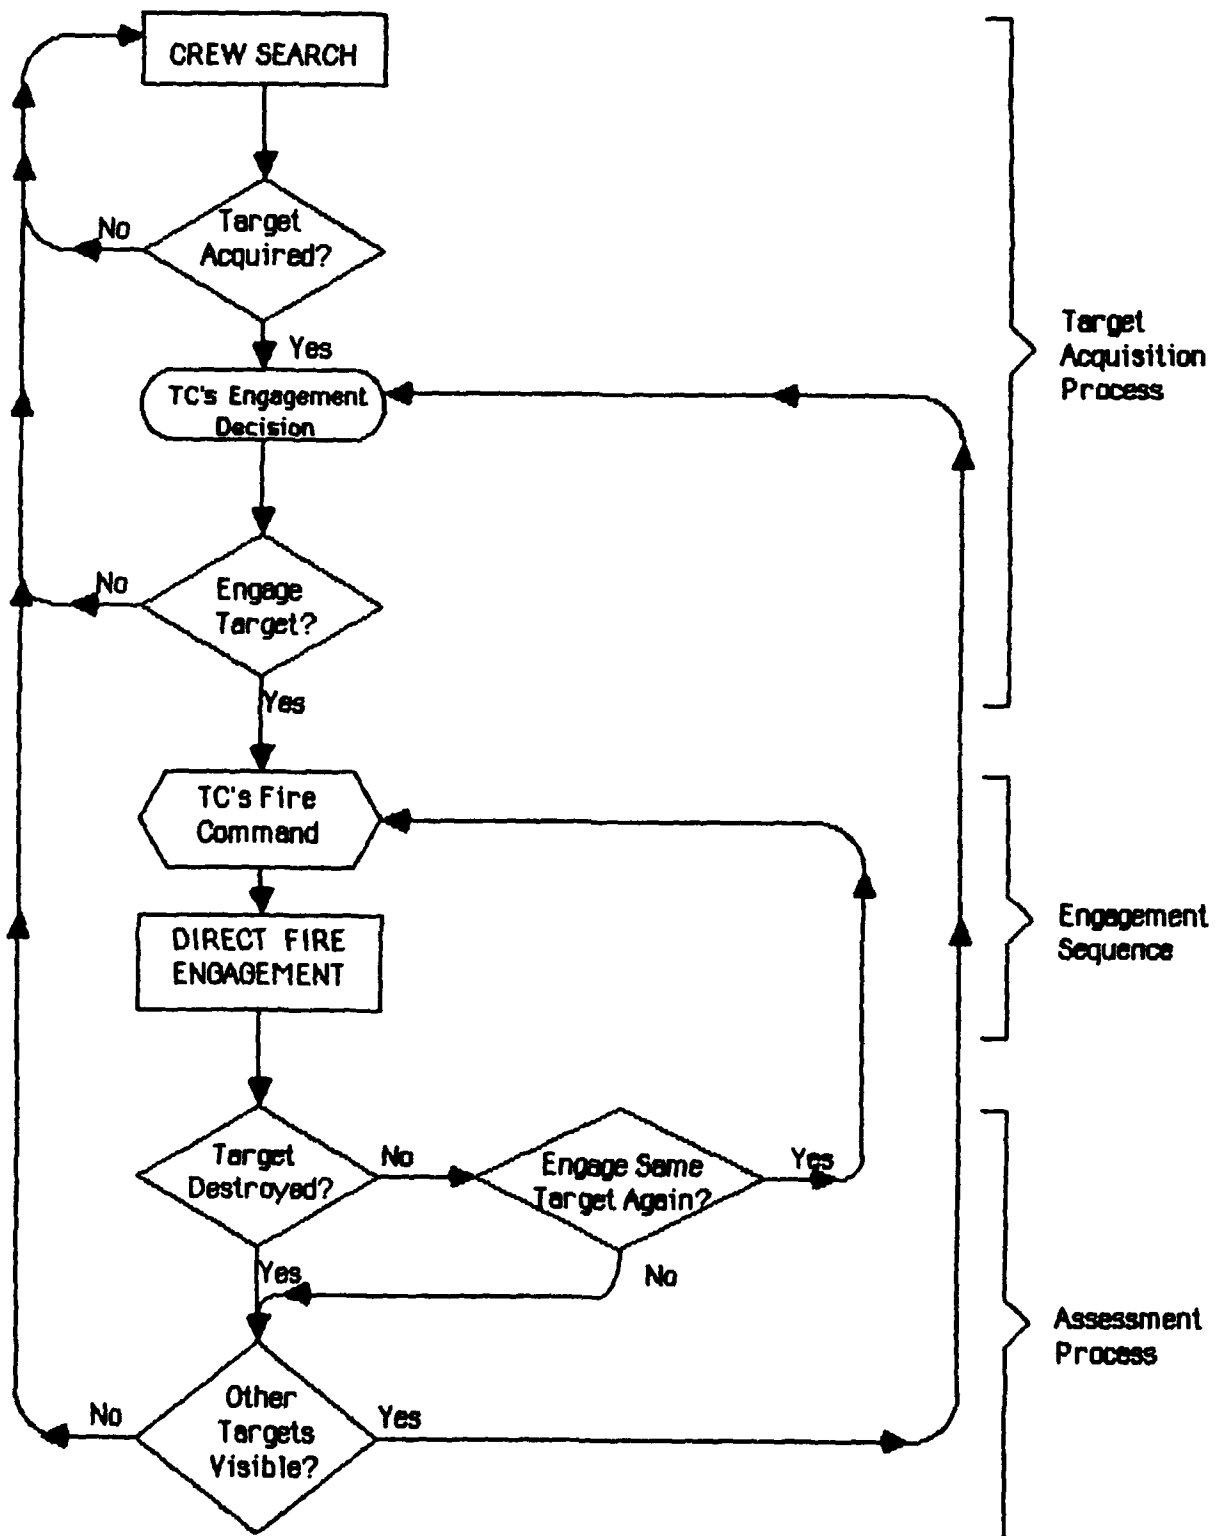 CREW SEARCH
Target
Acquired?
No
Yes
TC's Engagement
Decision
Engage
Target?
No
Yes
TC's Fire
Command
DIRECT FIRE
ENGAGEMENT
Target
Destroyed?
No
Yes
Engage Same
Target Again?
Yes
No
Other
Targets
Visible?
No
Yes
Target
Acquisition
Process
Engagement
Sequence
Assessment
Process